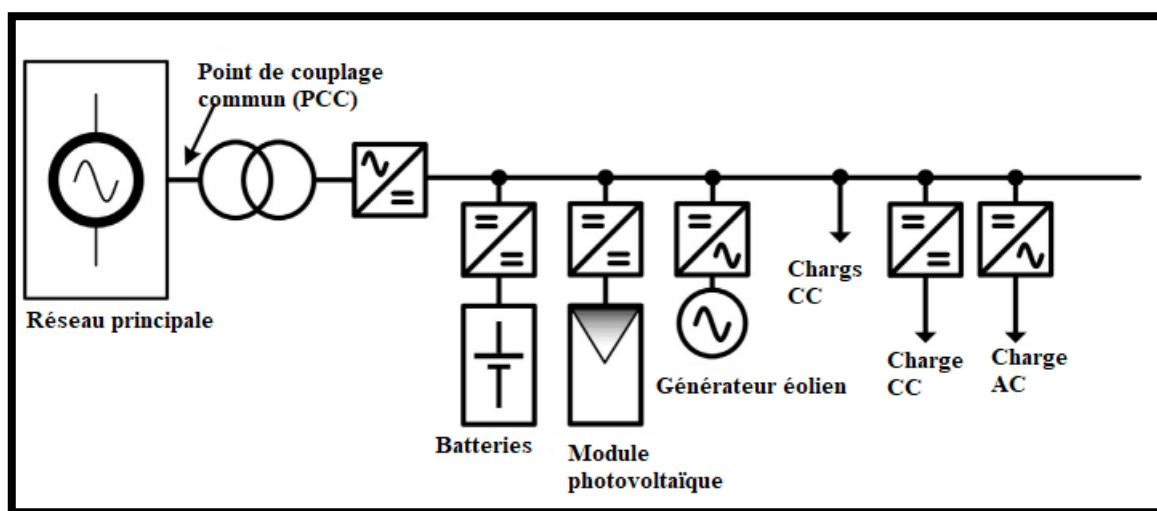 Point de couplage
commun (PCC)
Réseau principale
Batteries
Module
photovoltaïque
Générateur éolien
Chargs
CC
Charge
CC
Charge
AC